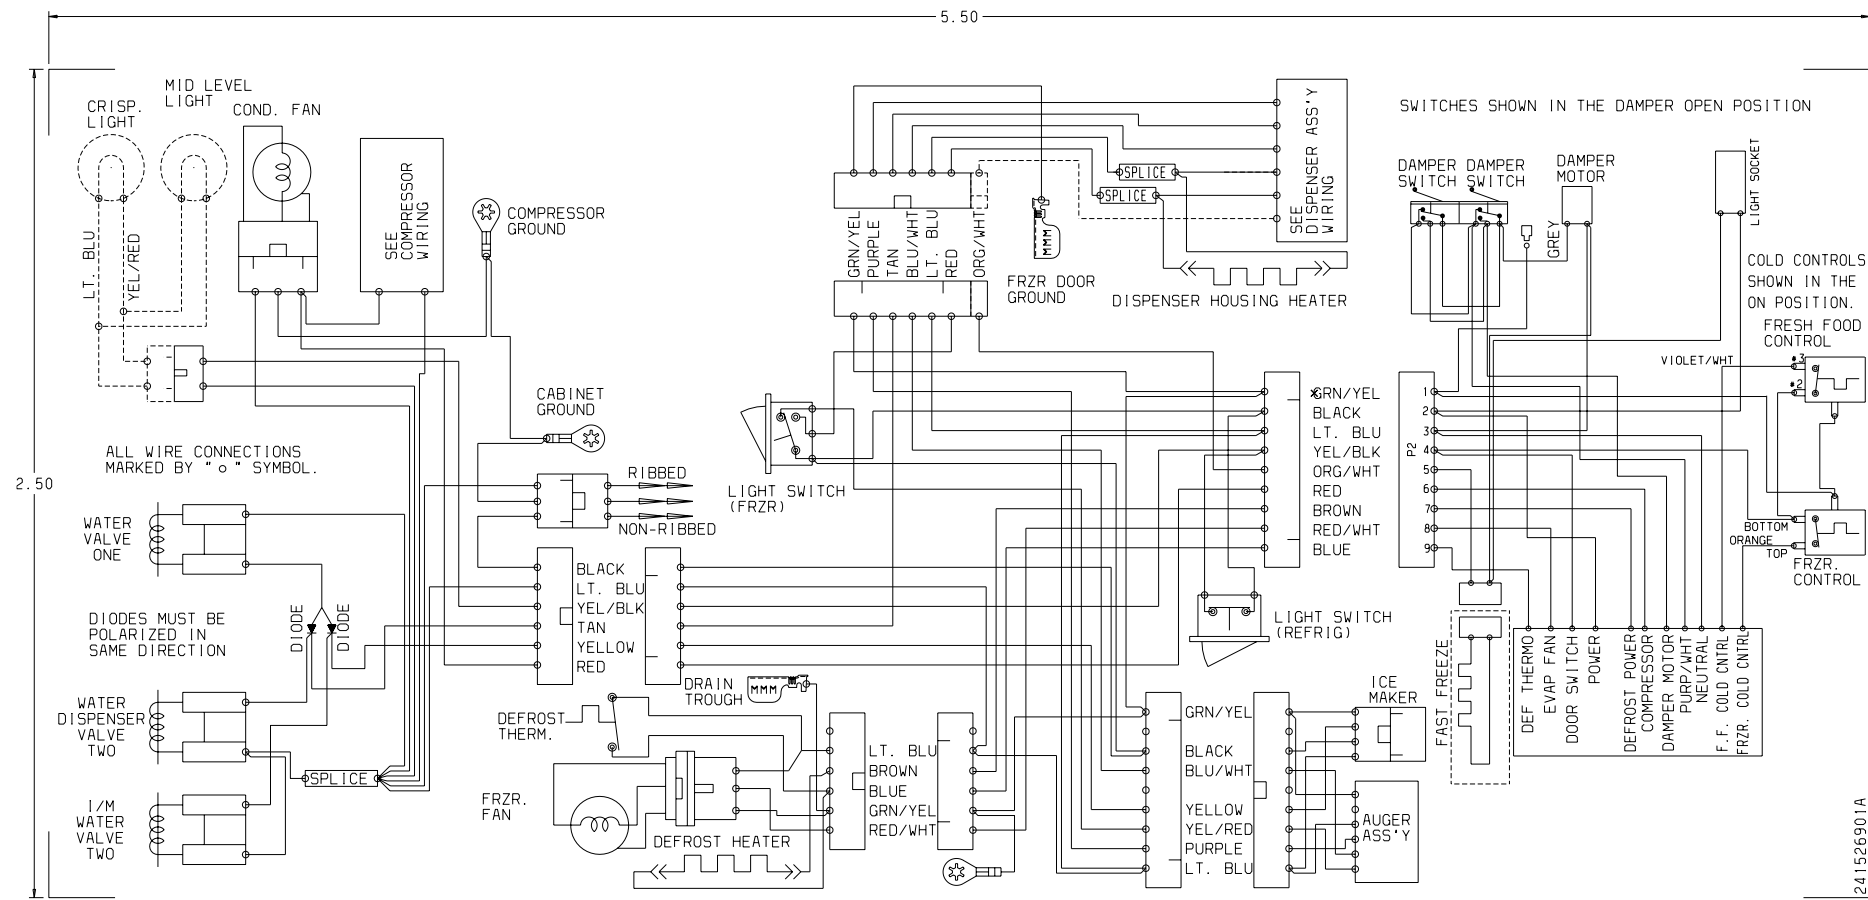 5.50
2.50
MID LEVEL
LIGHT
CRISP.
LIGHT
COND. FAN
LT. BLU
YEL/RED
SEE
COMPRESSOR
WIRING
COMPRESSOR
GROUND
CABINET
GROUND
ALL WIRE CONNECTIONS
MARKED BY "o" SYMBOL.
RIBBED
NON-RIBBED
WATER
VALVE
ONE
DIODES MUST BE
POLARIZED IN
SAME DIRECTION
DIODE
DIODE
WATER
DISPENSER
VALVE
TWO
I/M
WATER
VALVE
TWO
SPLICE
BLACK
LT. BLU
YEL/BLK
TAN
YELLOW
RED
DEFROST
THERM.
FRZR.
FAN
DEFROST HEATER
DRAIN
TROUGH
MMM
LT. BLU
BROWN
BLUE
GRN/YEL
RED/WHT
GRN/YEL
PURPLE
TAN
BLU/WHT
LT. BLU
RED
ORG/WHT
MMM
FRZR DOOR
GROUND
SPLICE
SPLICE
SEE
DISPENSER ASS'Y
WIRING
DISPENSER HOUSING HEATER
LIGHT SWITCH
(FRZR)
GRN/YEL
BLACK
LT. BLU
YEL/BLK
ORG/WHT
RED
BROWN
RED/WHT
BLUE
LIGHT SWITCH
(REFRIG)
GRN/YEL
BLACK
BLU/WHT
YELLOW
YEL/RED
PURPLE
LT. BLU
ICE
MAKER
AUGER
ASS'Y
SWITCHES SHOWN IN THE DAMPER OPEN POSITION
DAMPER
SWITCH
DAMPER
SWITCH
DAMPER
MOTOR
GREY
LIGHT SOCKET
COLD CONTROLS
SHOWN IN THE
ON POSITION.
FRESH FOOD
CONTROL
VIOLET/WHT
#3
#2
P2
1
2
3
4
5
6
7
8
9
BOTTOM
ORANGE
TOP
FRZR.
CONTROL
FAST FREEZE
DEF THERMO
EVAP FAN
DOOR SWITCH
POWER
DEFROST POWER
COMPRESSOR
DAMPER MOTOR
PURP/WHT
NEUTRAL
F.F. COLD CNTRL
FRZR. COLD CNTRL
241526901A